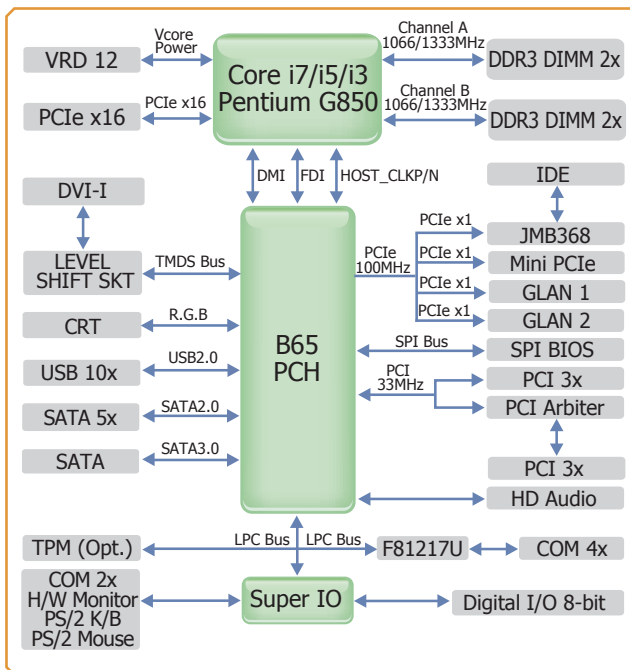 Vcore
Power
VRD 12
Core i7/i5/i3
Pentium G850
Channel A
1066/1333MHz
DDR3 DIMM 2x
PCIe x16
PCIe x16
Channel B
1066/1333MHz
DDR3 DIMM 2x
DMI
FDI
HOST_CLKP/N
DVI-I
IDE
LEVEL
SHIFT SKT
TMDS Bus
PCIe
100MHz
PCIe x1
JMB368
PCIe x1
Mini PCIe
PCIe x1
GLAN 1
PCIe x1
GLAN 2
CRT
R.G.B
B65
PCH
SPI Bus
SPI BIOS
USB 10x
USB2.0
PCI
33MHz
PCI 3x
PCI Arbiter
SATA 5x
SATA2.0
SATA
SATA3.0
PCI 3x
HD Audio
TPM (Opt.)
LPC Bus
LPC Bus
F81217U
COM 4x
COM 2x
H/W Monitor
PS/2 K/B
PS/2 Mouse
Super IO
Digital I/O 8-bit